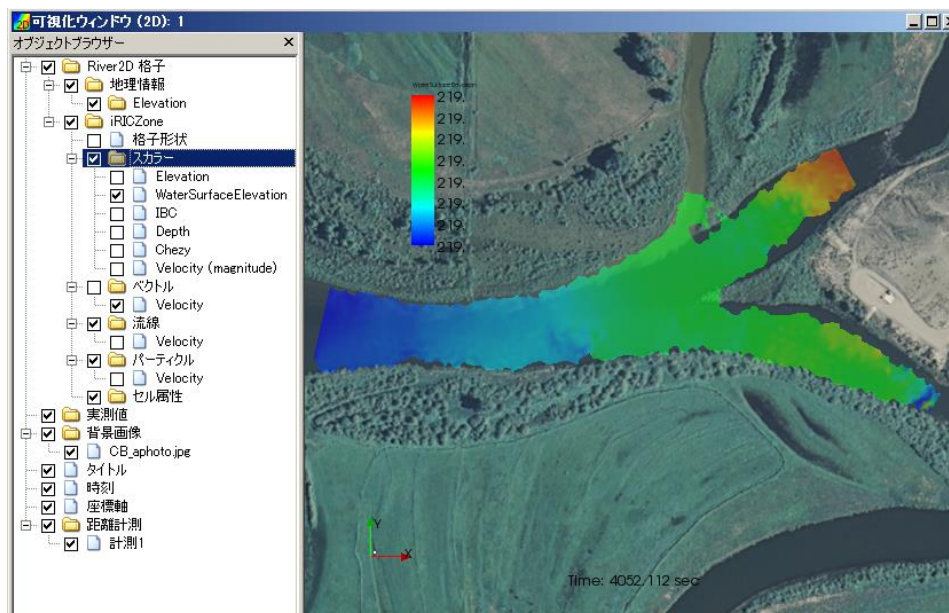 可視化ウィンドウ (2D): 1
オブジェクトブラウザー
River2D 格子
地理情報
Elevation
iRICZone
格子形状
スカラー
Elevation
WaterSurfaceElevation
IBC
Depth
Chezy
Velocity (magnitude)
ベクトル
Velocity
流線
Velocity
パーティクル
Velocity
セル属性
実測値
背景画像
CB_aphoto.jpg
タイトル
時刻
座標軸
距離計測
計測1
WaterSurfaceElevation
219.
219.
219.
219.
219.
219.
Y
X
Time: 4052.112 sec